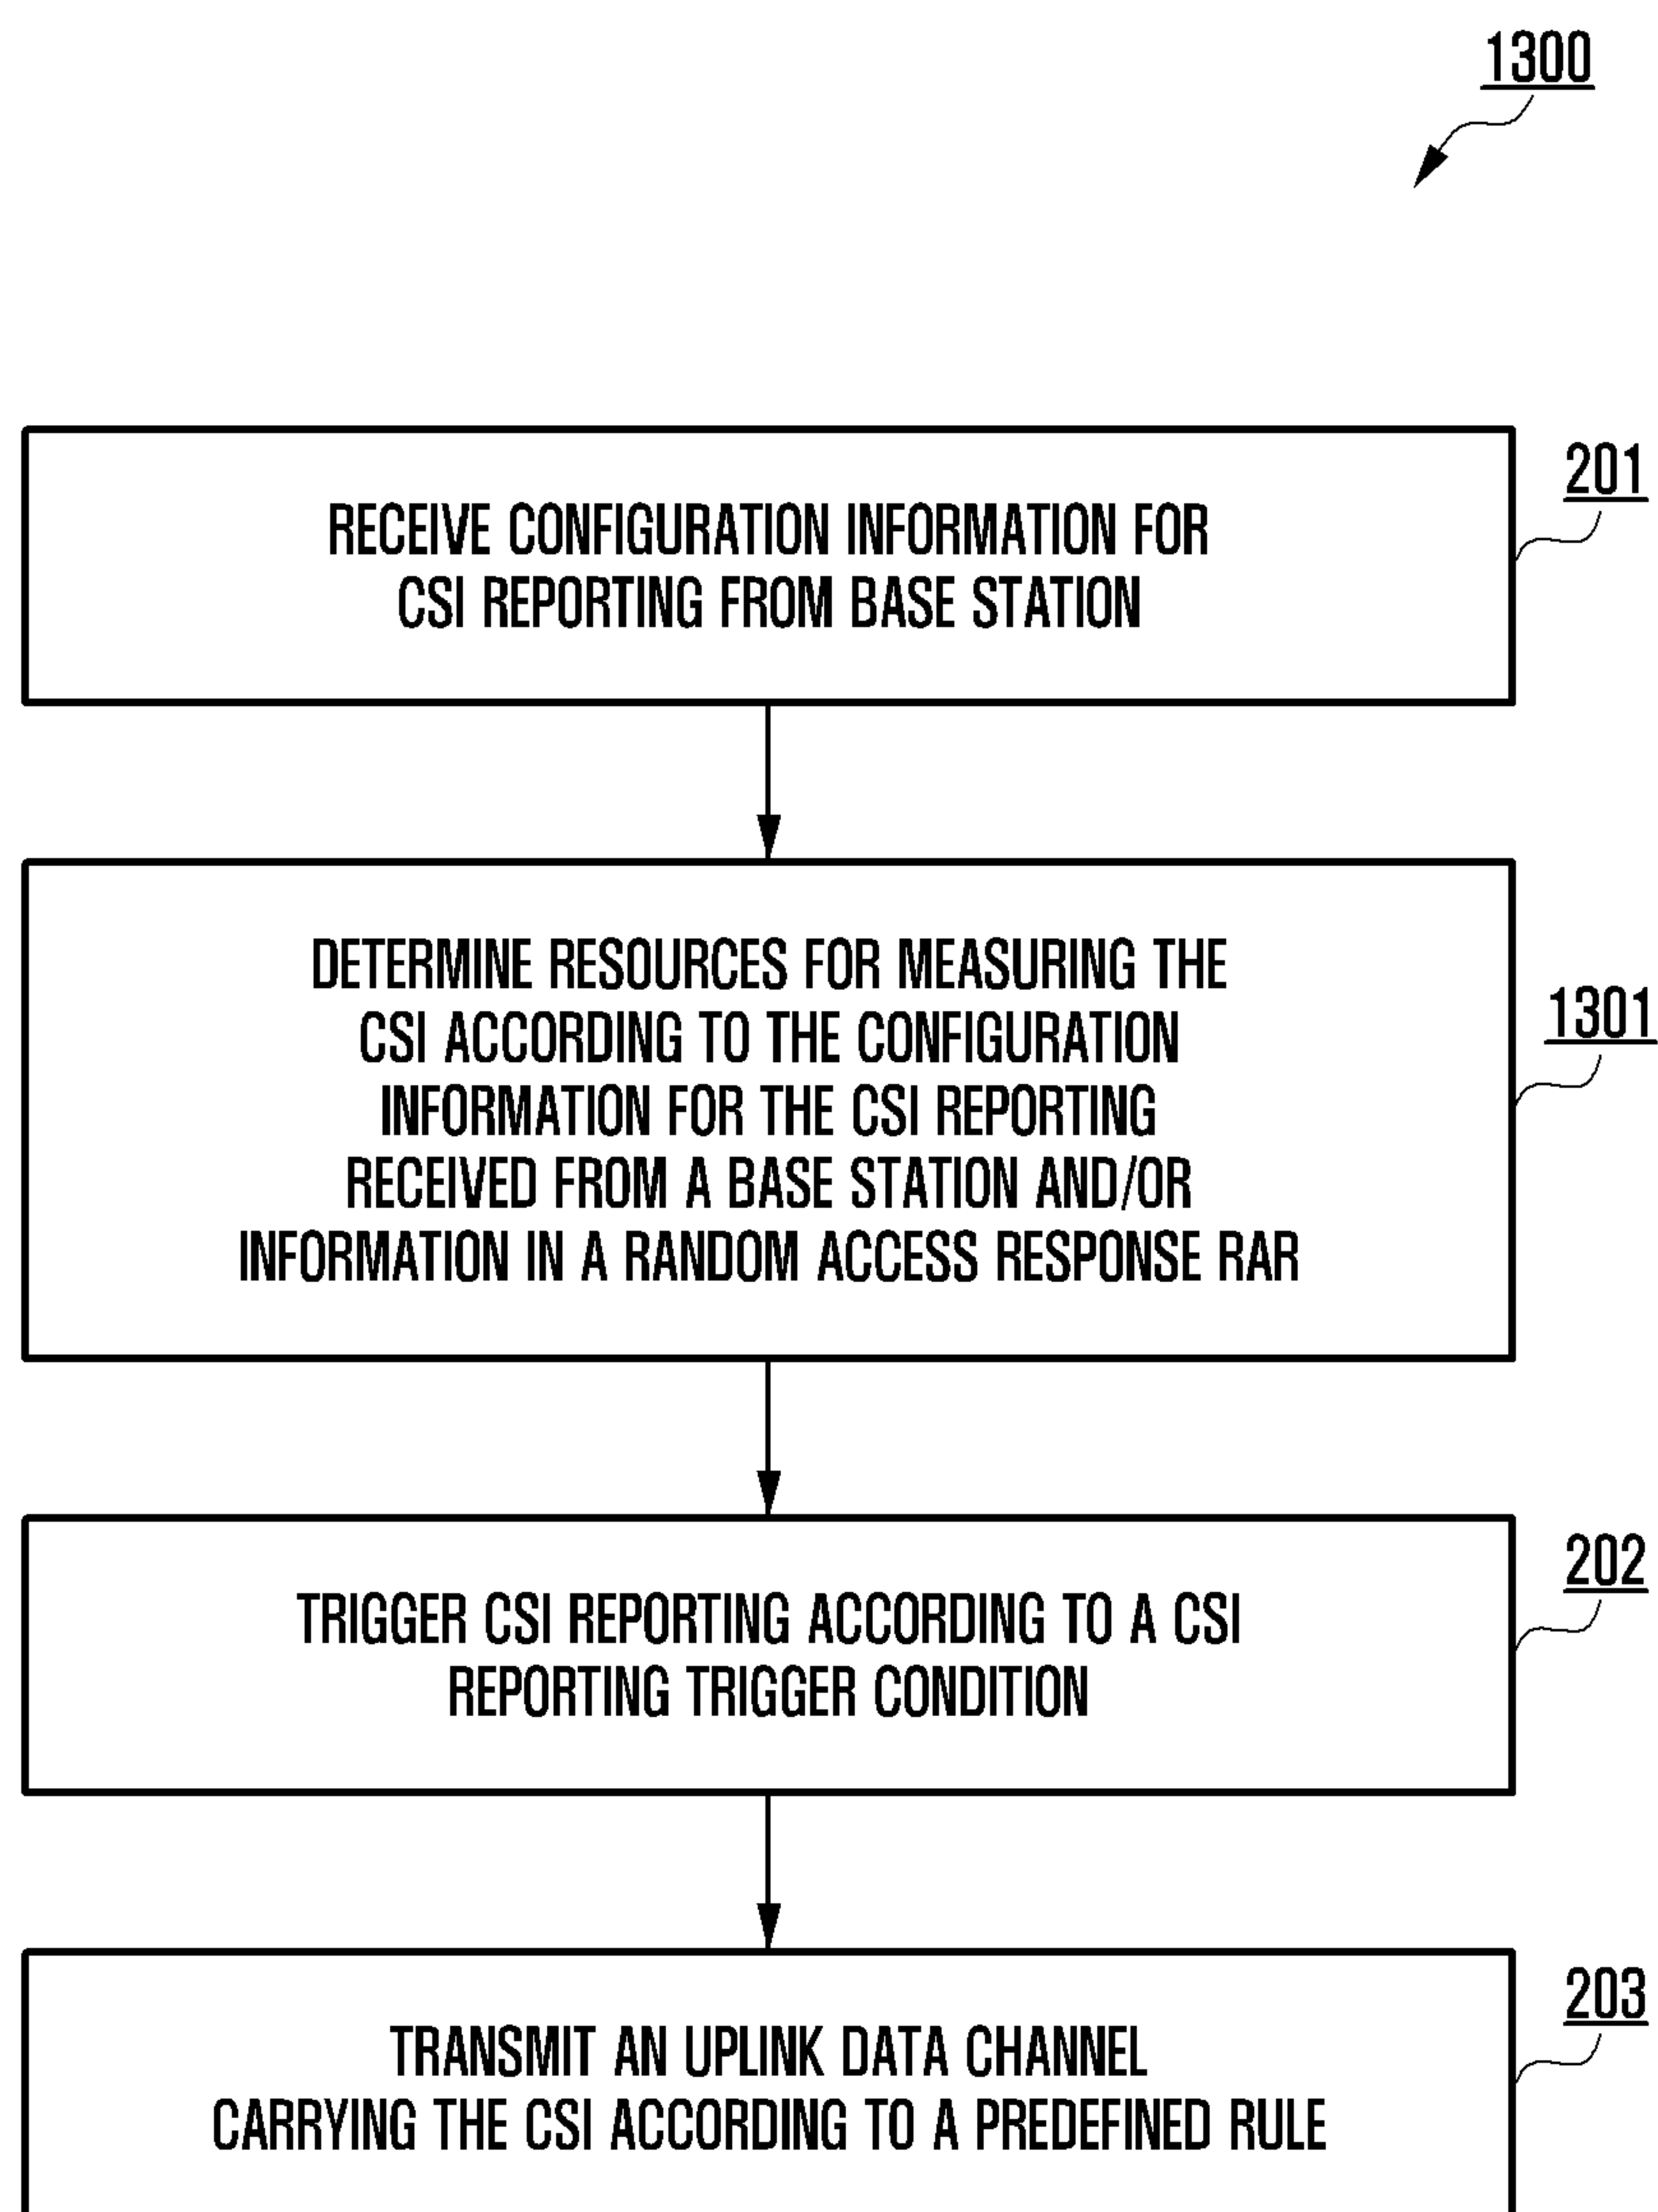 1300
RECEIVE CONFIGURATION INFORMATION FOR
CSI REPORTING FROM BASE STATION
201
DETERMINE RESOURCES FOR MEASURING THE
CSI ACCORDING TO THE CONFIGURATION
INFORMATION FOR THE CSI REPORTING
RECEIVED FROM A BASE STATION AND/OR
INFORMATION IN A RANDOM ACCESS RESPONSE RAR
1301
TRIGGER CSI REPORTING ACCORDING TO A CSI
REPORTING TRIGGER CONDITION
202
TRANSMIT AN UPLINK DATA CHANNEL
CARRYING THE CSI ACCORDING TO A PREDEFINED RULE
203